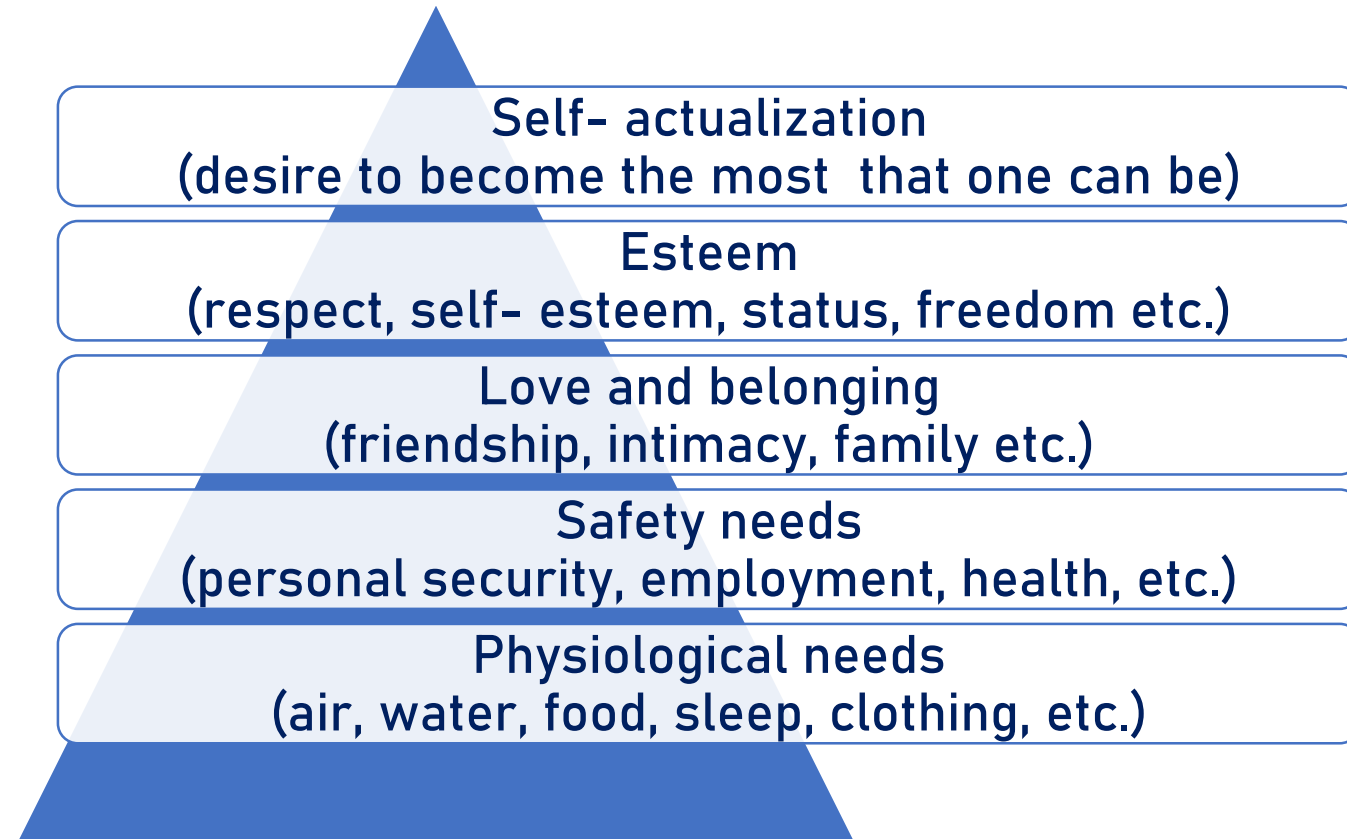 Self- actualization
(desire to become the most  that one can be)
Esteem
(respect, self- esteem, status, freedom etc.)
Love and belonging
(friendship, intimacy, family etc.)
Safety needs
(personal security, employment, health, etc.)
Physiological needs
(air, water, food, sleep, clothing, etc.)